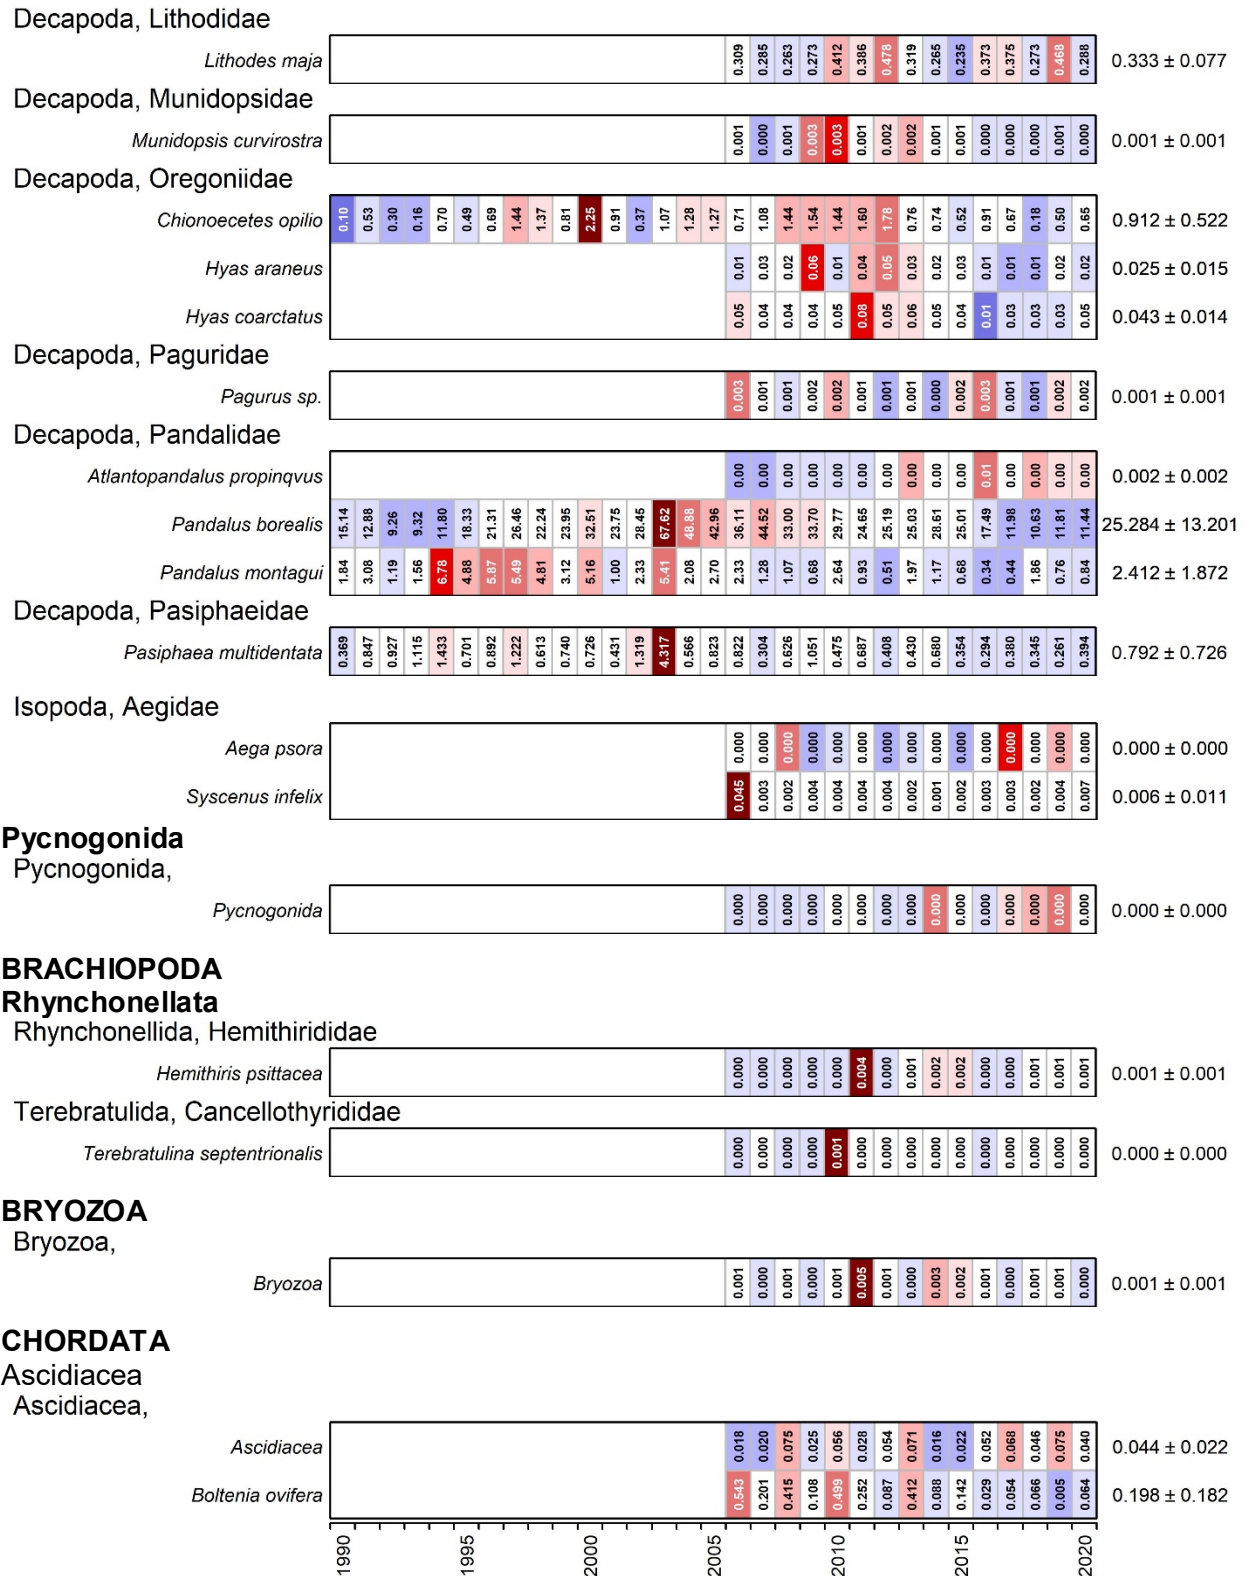 Decapoda, Lithodidae
Lithodes maja 0.309 0.285 0.263 0.273 0.412 0.386 0.478 0.319 0.265 0.235 0.373 0.375 0.273 0.468 0.288 0.333 ± 0.077
Decapoda, Munidopsidae
Munidopsis curvirostra 0.001 0.000 0.001 0.003 0.003 0.001 0.002 0.002 0.001 0.001 0.000 0.000 0.000 0.000 0.000 0.001 ± 0.001
Decapoda, Oregoniidae
Chionoecetes opilio 0.10 0.53 0.30 0.16 0.70 0.49 0.69 1.44 1.37 0.81 2.25 0.91 0.37 1.07 1.28 1.27 0.71 1.08 1.44 1.54 1.44 1.60 1.78 0.76 0.74 0.52 0.91 0.67 0.18 0.50 0.65 0.912 ± 0.522
Hyas araneus 0.01 0.03 0.02 0.06 0.01 0.04 0.05 0.03 0.02 0.03 0.01 0.01 0.01 0.02 0.02 0.025 ± 0.015
Hyas coarctatus 0.05 0.04 0.04 0.04 0.05 0.08 0.05 0.06 0.05 0.04 0.01 0.03 0.03 0.03 0.05 0.043 ± 0.014
Decapoda, Paguridae
Pagurus sp. 0.003 0.001 0.001 0.002 0.002 0.001 0.001 0.001 0.000 0.002 0.003 0.001 0.001 0.002 0.002 0.001 ± 0.001
Decapoda, Pandalidae
Atlantopandalus propinqvus 0.00 0.00 0.00 0.00 0.00 0.00 0.00 0.00 0.00 0.00 0.01 0.00 0.00 0.00 0.00 0.002 ± 0.002
Pandalus borealis 15.14 12.88 9.26 9.32 11.80 18.33 21.31 26.46 22.24 23.95 32.51 23.75 28.45 67.62 48.88 42.96 36.11 44.52 33.00 33.70 29.77 24.65 25.19 25.03 28.61 25.01 17.49 11.98 10.63 11.81 11.44 25.284 ± 13.201
Pandalus montagui 1.84 3.08 1.19 1.56 6.78 4.88 5.87 5.49 4.81 3.12 5.16 1.00 2.33 5.41 2.08 2.70 2.33 1.28 1.07 0.68 2.64 0.93 0.51 1.97 1.17 0.68 0.34 0.44 1.86 0.76 0.84 2.412 ± 1.872
Decapoda, Pasiphaeidae
Pasiphaea multidentata 0.369 0.847 0.927 1.115 1.433 0.701 0.892 1.222 0.613 0.740 0.726 0.431 1.319 4.317 0.566 0.823 0.822 0.304 0.626 1.051 0.475 0.687 0.408 0.430 0.680 0.354 0.294 0.380 0.345 0.261 0.394 0.792 ± 0.726
Isopoda, Aegidae
Aega psora 0.000 0.000 0.000 0.000 0.000 0.000 0.000 0.000 0.000 0.000 0.000 0.000 0.000 0.000 0.000 0.000 ± 0.000
Syscenus infelix 0.045 0.003 0.002 0.004 0.004 0.004 0.004 0.002 0.001 0.002 0.003 0.003 0.002 0.004 0.007 0.006 ± 0.011
Pycnogonida
Pycnogonida,
Pycnogonida 0.000 0.000 0.000 0.000 0.000 0.000 0.000 0.000 0.000 0.000 0.000 0.000 0.000 0.000 0.000 0.000 ± 0.000
BRACHIOPODA
Rhynchonellata
Rhynchonellida, Hemithirididae
Hemithiris psittacea 0.000 0.000 0.000 0.000 0.000 0.004 0.000 0.001 0.002 0.002 0.000 0.000 0.001 0.001 0.001 0.001 ± 0.001
Terebratulida, Cancellothyrididae
Terebratulina septentrionalis 0.000 0.000 0.000 0.000 0.001 0.000 0.000 0.000 0.000 0.000 0.000 0.000 0.000 0.000 0.000 0.000 ± 0.000
BRYOZOA
Bryozoa,
Bryozoa 0.001 0.000 0.001 0.000 0.001 0.005 0.001 0.000 0.003 0.002 0.001 0.000 0.001 0.001 0.000 0.001 ± 0.001
CHORDATA
Ascidiacea
Ascidiacea,
Ascidiacea 0.018 0.020 0.075 0.025 0.056 0.028 0.054 0.071 0.016 0.022 0.052 0.068 0.046 0.075 0.040 0.044 ± 0.022
Boltenia ovifera 0.543 0.201 0.415 0.108 0.499 0.252 0.087 0.412 0.088 0.142 0.029 0.054 0.066 0.005 0.064 0.198 ± 0.182
1990 1995 2000 2005 2010 2015 2020